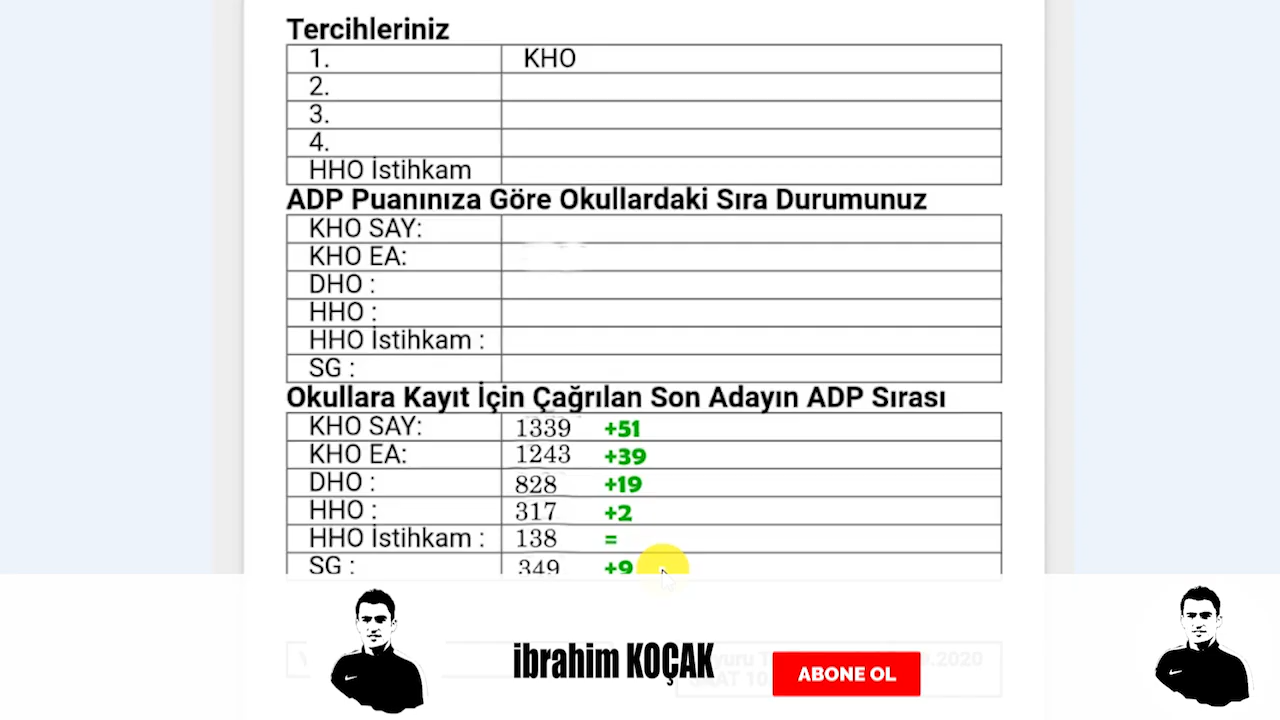 Tercihleriniz
1. KHO
2.
3.
4.
HHO İstihkam
ADP Puanınıza Göre Okullardaki Sıra Durumunuz
KHO SAY:
KHO EA:
DHO :
HHO :
HHO İstihkam :
SG :
Okullara Kayıt İçin Çağrılan Son Adayın ADP Sırası
KHO SAY: 1339 +51
KHO EA: 1243 +39
DHO : 828 +19
HHO : 317 +2
HHO İstihkam : 138 =
SG : 349 +9
ibrahim KOÇAK
ABONE OL